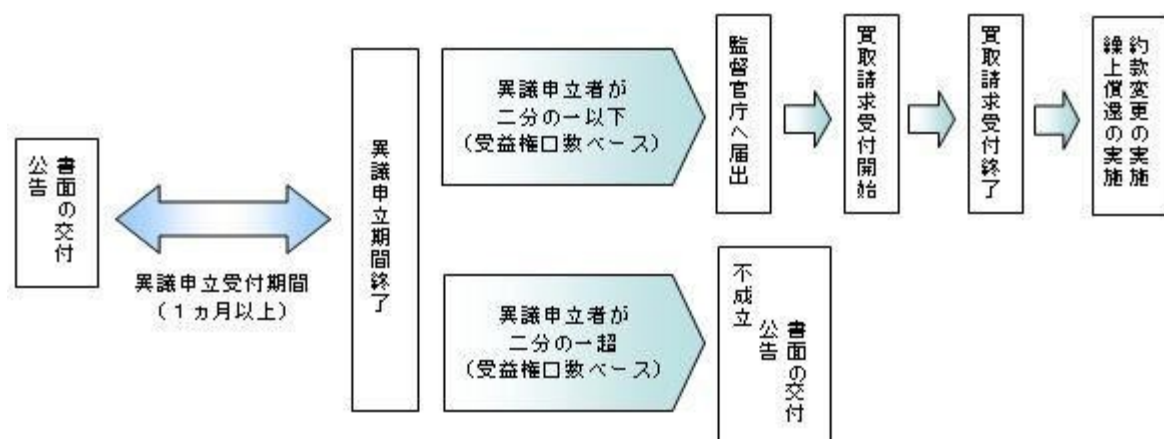 書面の交付
公告
異議申立受付期間
(1ヵ月以上)
異議申立期間終了
異議申立者が
二分の一以下
(受益権口数ベース)
監督官庁へ届出
買取請求受付開始
買取請求受付終了
約款変更の実施
繰上償還の実施
異議申立者が
二分の一超
(受益権口数ベース)
不成立
書面の交付
公告